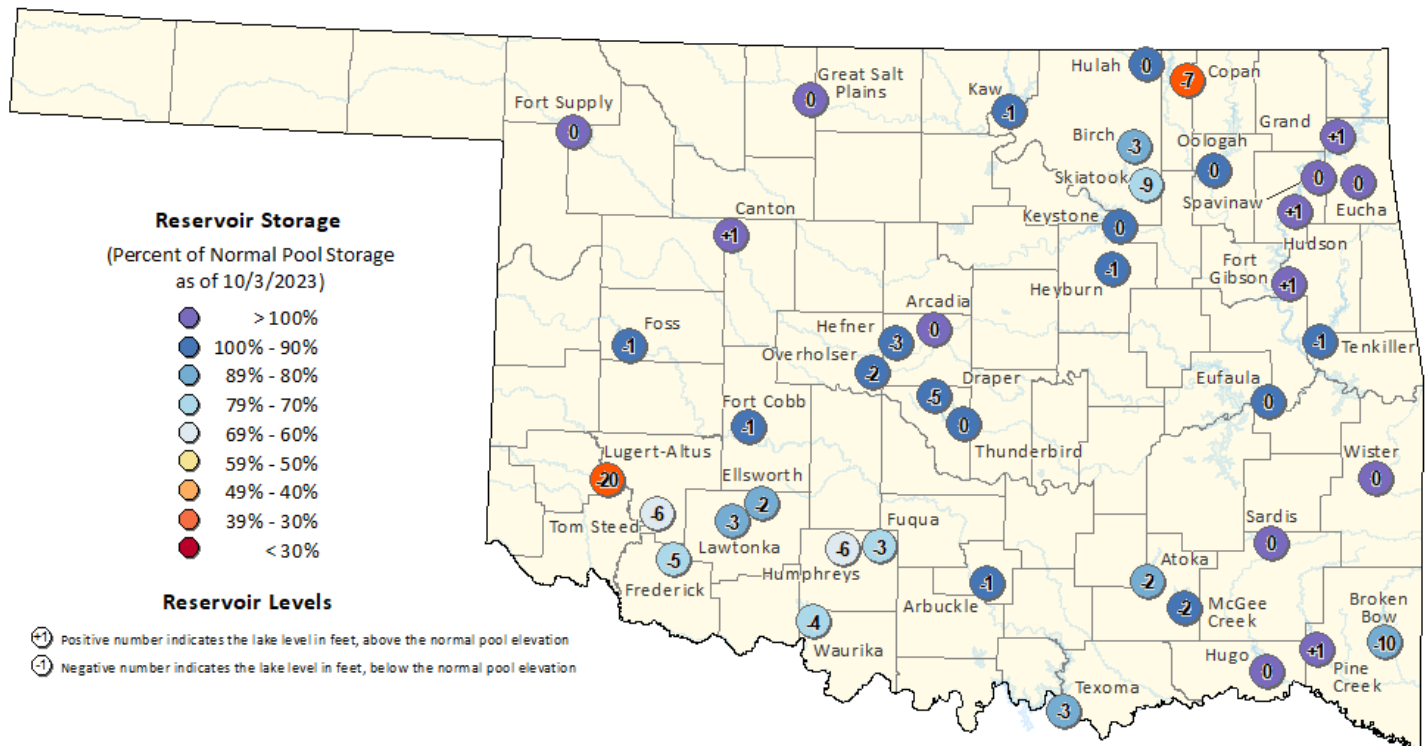 Hulah
0
-7
Copan
Great Salt
Plains
0
Kaw
-1
Fort Supply
0
Grand
+1
Birch
-3
Oologah
0
Skiatook
-9
Spavinaw
0
0
Eucha
Reservoir Storage
(Percent of Normal Pool Storage
as of 10/3/2023)
> 100%
100% - 90%
89% - 80%
79% - 70%
69% - 60%
59% - 50%
49% - 40%
39% - 30%
< 30%
Reservoir Levels
+1 Positive number indicates the lake level in feet, above the normal pool elevation
-1 Negative number indicates the lake level in feet, below the normal pool elevation
Canton
+1
Keystone
0
+1
Hudson
Heyburn
-1
Fort
Gibson
+1
Foss
-1
Arcadia
0
Hefner
-3
Overholser
-2
Tenkiller
-1
Draper
-5
Eufaula
0
Fort Cobb
-1
0
Thunderbird
Lugert-Altus
-20
Ellsworth
-2
Wister
0
Tom Steed
-6
-3
Lawtonka
Fuqua
-3
Sardis
0
-5
Frederick
Humphreys
-6
Arbuckle
-1
Atoka
-2
-2
McGee
Creek
Broken
Bow
-10
-4
Waurika
Hugo
0
+1
Pine
Creek
Texoma
-3